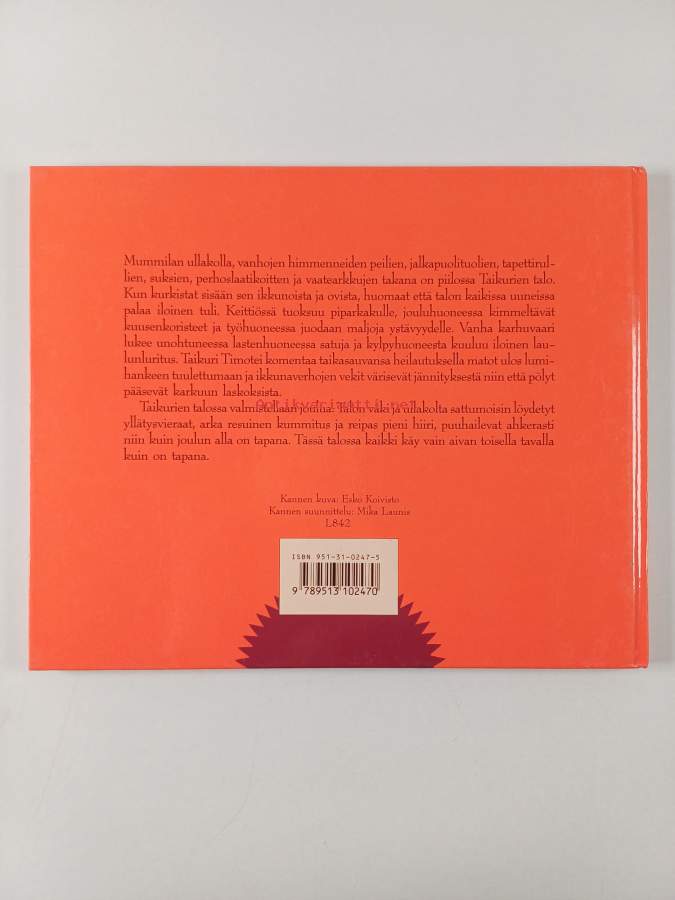 Mummilan ullakolla, vanhojen himmenneiden peilien, jalkapuolituolien, tapettirul-
lien, suksien, perhoslaatikoitten ja vaatearkkujen takana on piilossa Taikurien talo.
Kun kurkistat sisään sen ikkunoista ja ovista, huomaat että talon kaikissa uuneissa
palaa iloinen tuli. Keittiössä tuoksuu piparkakulle, jouluhuoneessa kimmeltävät
kuusenkoristeet ja työhuoneessa juodaan maljoja ystävyydelle. Vanha karhuvaari
lukee unohtuneessa lastenhuoneessa satuja ja kylpyhuoneesta kuuluu iloinen lau-
lunluritus. Taikuri Timotei komentaa taikasauvansa heilautuksella matot ulos lumi-
hankeen tuulettumaan ja ikkunaverhojen vekit värisevät jännityksestä niin että pölyt
pääsevät karkuun laskoksista.
antikvariaatti.net
Taikurien talossa valmistellaan joulua. Talon väki ja ullakolta sattumoisin löydetyt
yllätysvieraat, arka resuinen kummitus ja reipas pieni hiiri, puuhailevat ahkerasti
niin kuin joulun alla on tapana. Tässä talossa kaikki käy vain aivan toisella tavalla
kuin on tapana.
Kannen kuva: Esko Koivisto
Kannen suunnittelu: Mika Launis
L842
ISBN 951-31-0247-5
9 789513 102470